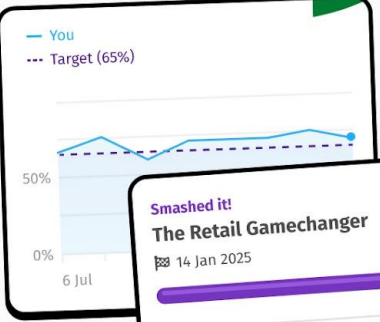 You
Target (65%)
50%
0%
6 Jul
Smashed it!
The Retail Gamechanger
14 Jan 2025